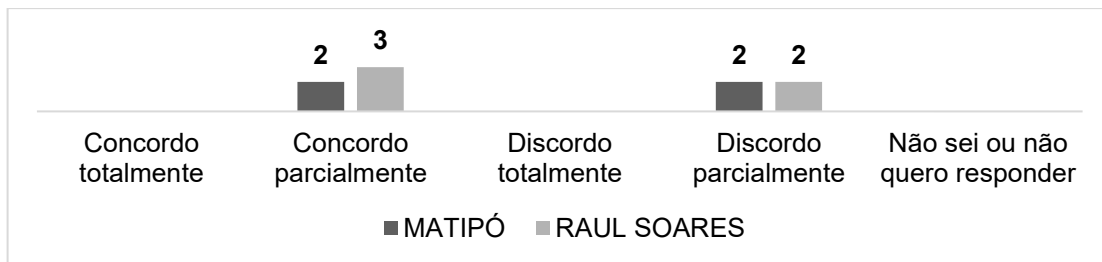 2 3 2 2
Concordo totalmente
Concordo parcialmente
Discordo totalmente
Discordo parcialmente
Não sei ou não quero responder
MATIPÓ RAUL SOARES